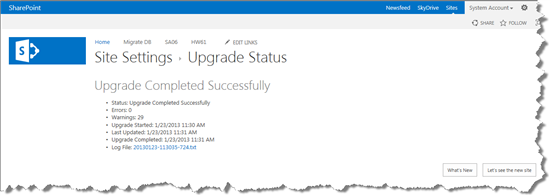 SharePoint
Newsfeed SkyDrive Sites System Account
SHARE FOLLOW
Home Migrate DB SA06 HW61 EDIT LINKS
Site Settings › Upgrade Status
Upgrade Completed Successfully
Status: Upgrade Completed Successfully
Errors: 0
Warnings: 29
Upgrade Started: 1/23/2013 11:30 AM
Last Updated: 1/23/2013 11:31 AM
Upgrade Completed: 1/23/2013 11:31 AM
Log File: 20130123-113035-724.txt
What's New Let's see the new site